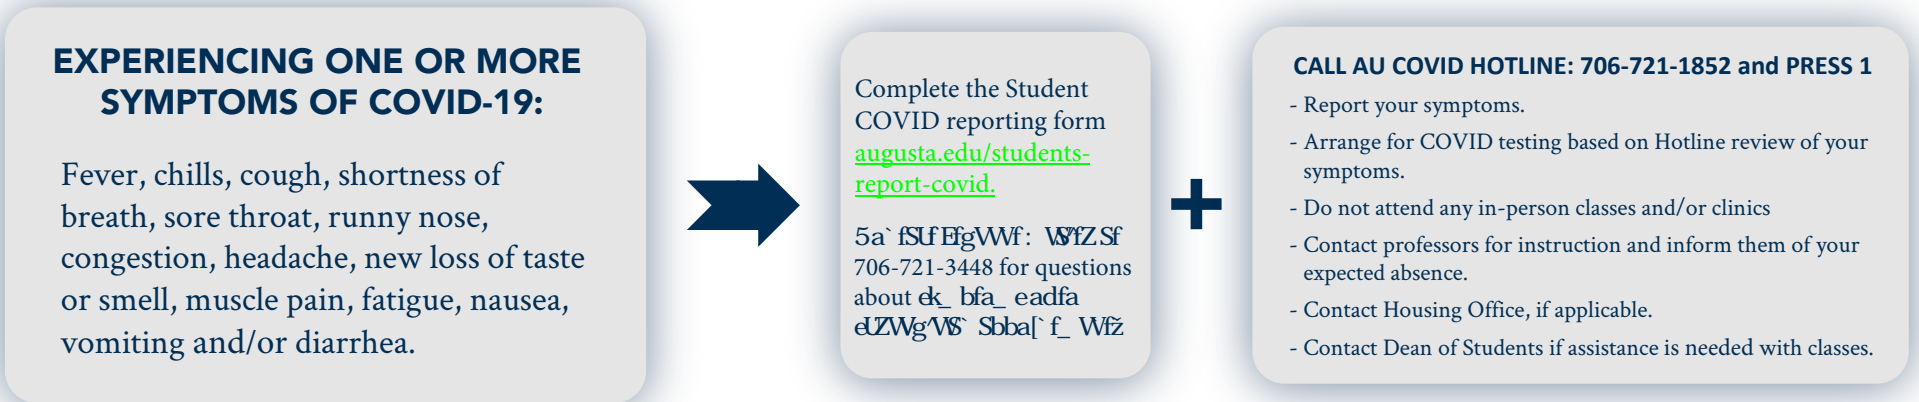 EXPERIENCING ONE OR MORE
SYMPTOMS OF COVID-19:
Fever, chills, cough, shortness of
breath, sore throat, runny nose,
congestion, headache, new loss of taste
or smell, muscle pain, fatigue, nausea,
vomiting and/or diarrhea.
Complete the Student
COVID reporting form
augusta.edu/students-
report-covid.
706-721-3448 for questions
about
CALL AU COVID HOTLINE: 706-721-1852 and PRESS 1
- Report your symptoms.
- Arrange for COVID testing based on Hotline review of your
symptoms.
- Do not attend any in-person classes and/or clinics
- Contact professors for instruction and inform them of your
expected absence.
- Contact Housing Office, if applicable.
- Contact Dean of Students if assistance is needed with classes.